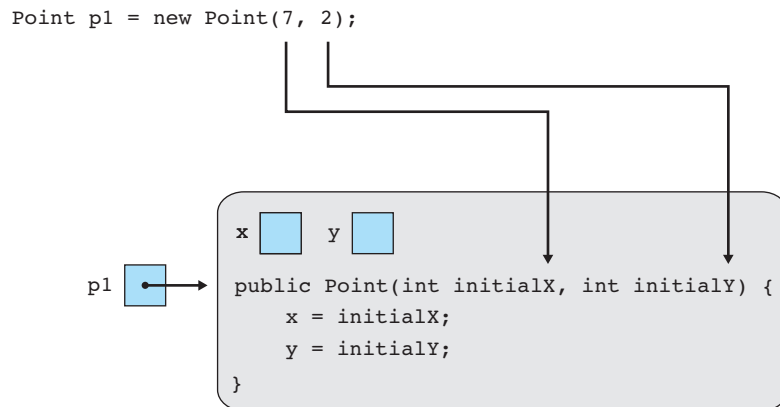 Point p1 = new Point(7, 2);
x y
p1
public Point(int initialX, int initialY) {
    x = initialX;
    y = initialY;
}